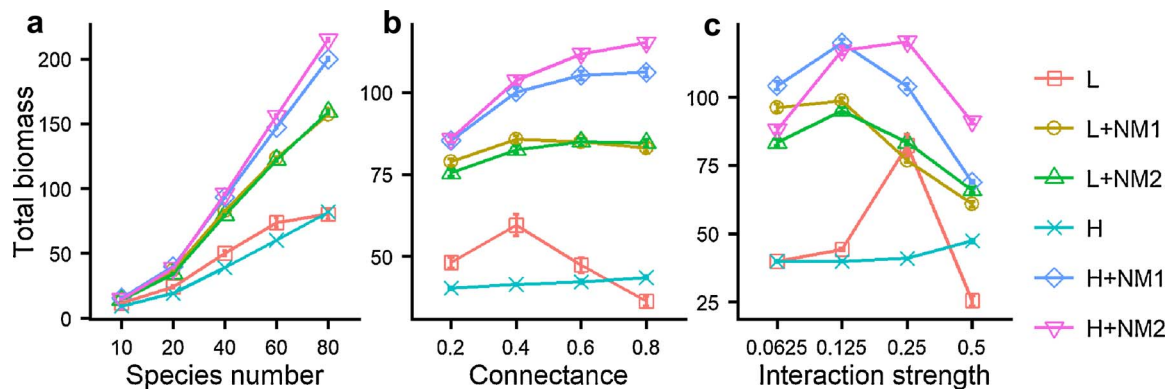 a
b
c
Total biomass
200
150
100
50
0
10 20 40 60 80
Species number
100
75
50
0.2 0.4 0.6 0.8
Connectance
100
75
50
25
0.0625 0.125 0.25 0.5
Interaction strength
L
L+NM1
L+NM2
H
H+NM1
H+NM2